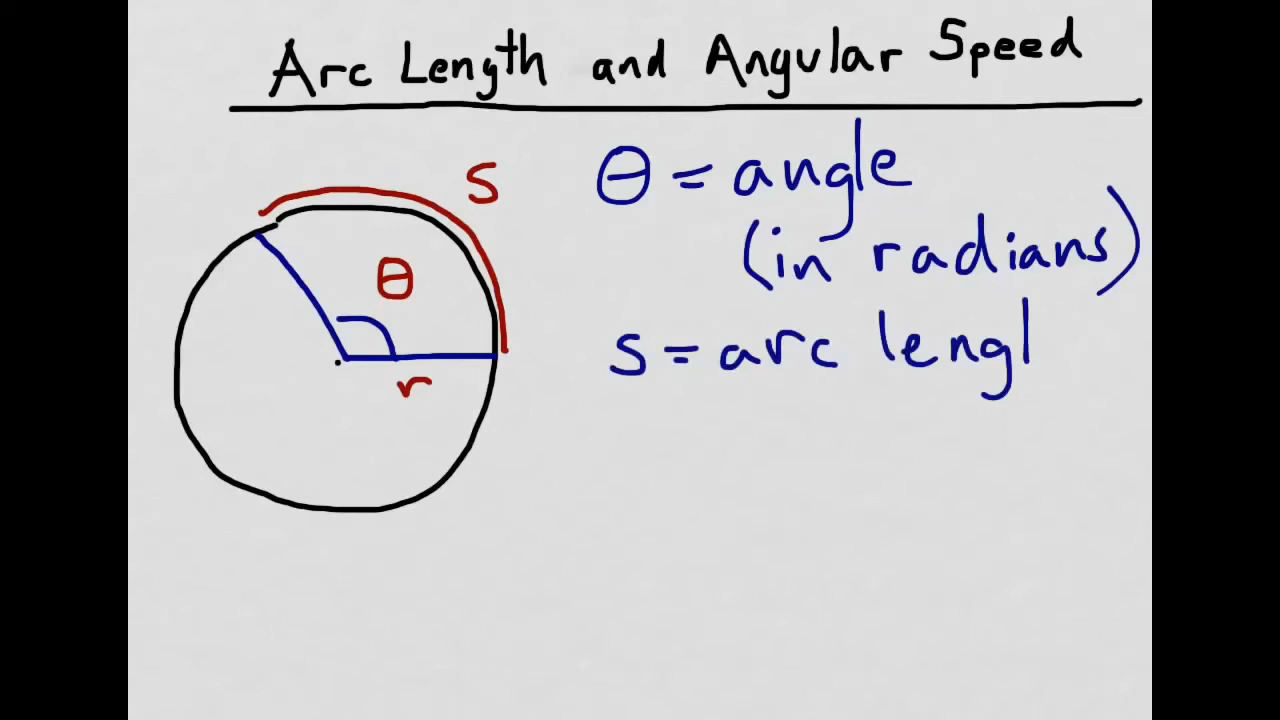 Arc Length and Angular Speed
S
θ
r
θ = angle
(in radians)
s = arc lengl